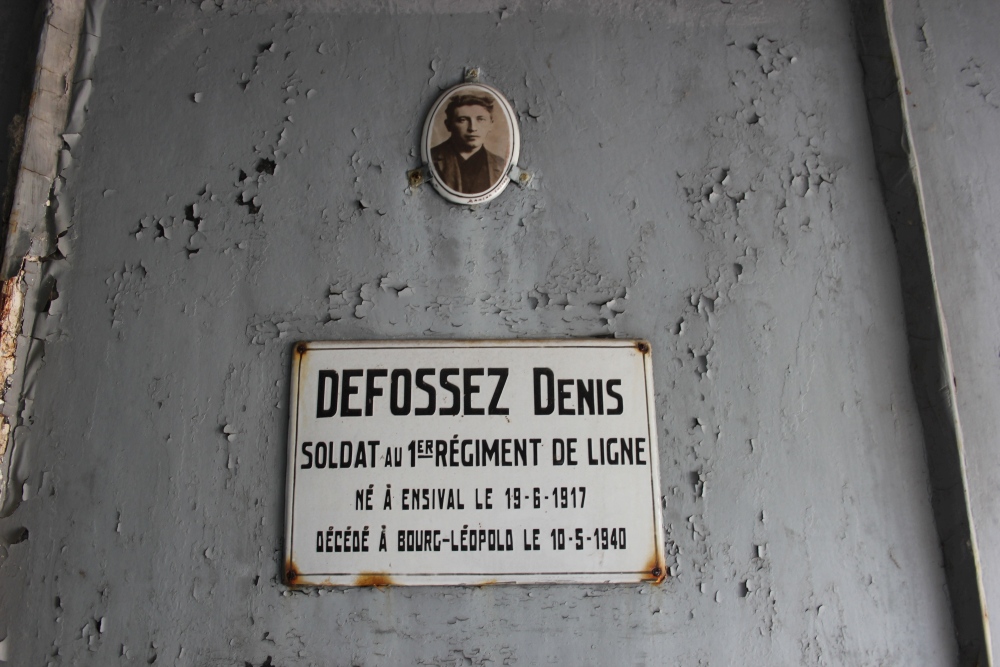 DEFOSSEZ DENIS
SOLDAT AU 1ER RÉGIMENT DE LIGNE
NÉ À ENSIVAL LE 19-6-1917
DÉCÉDÉ À BOURG-LÉOPOLD LE 10-5-1940